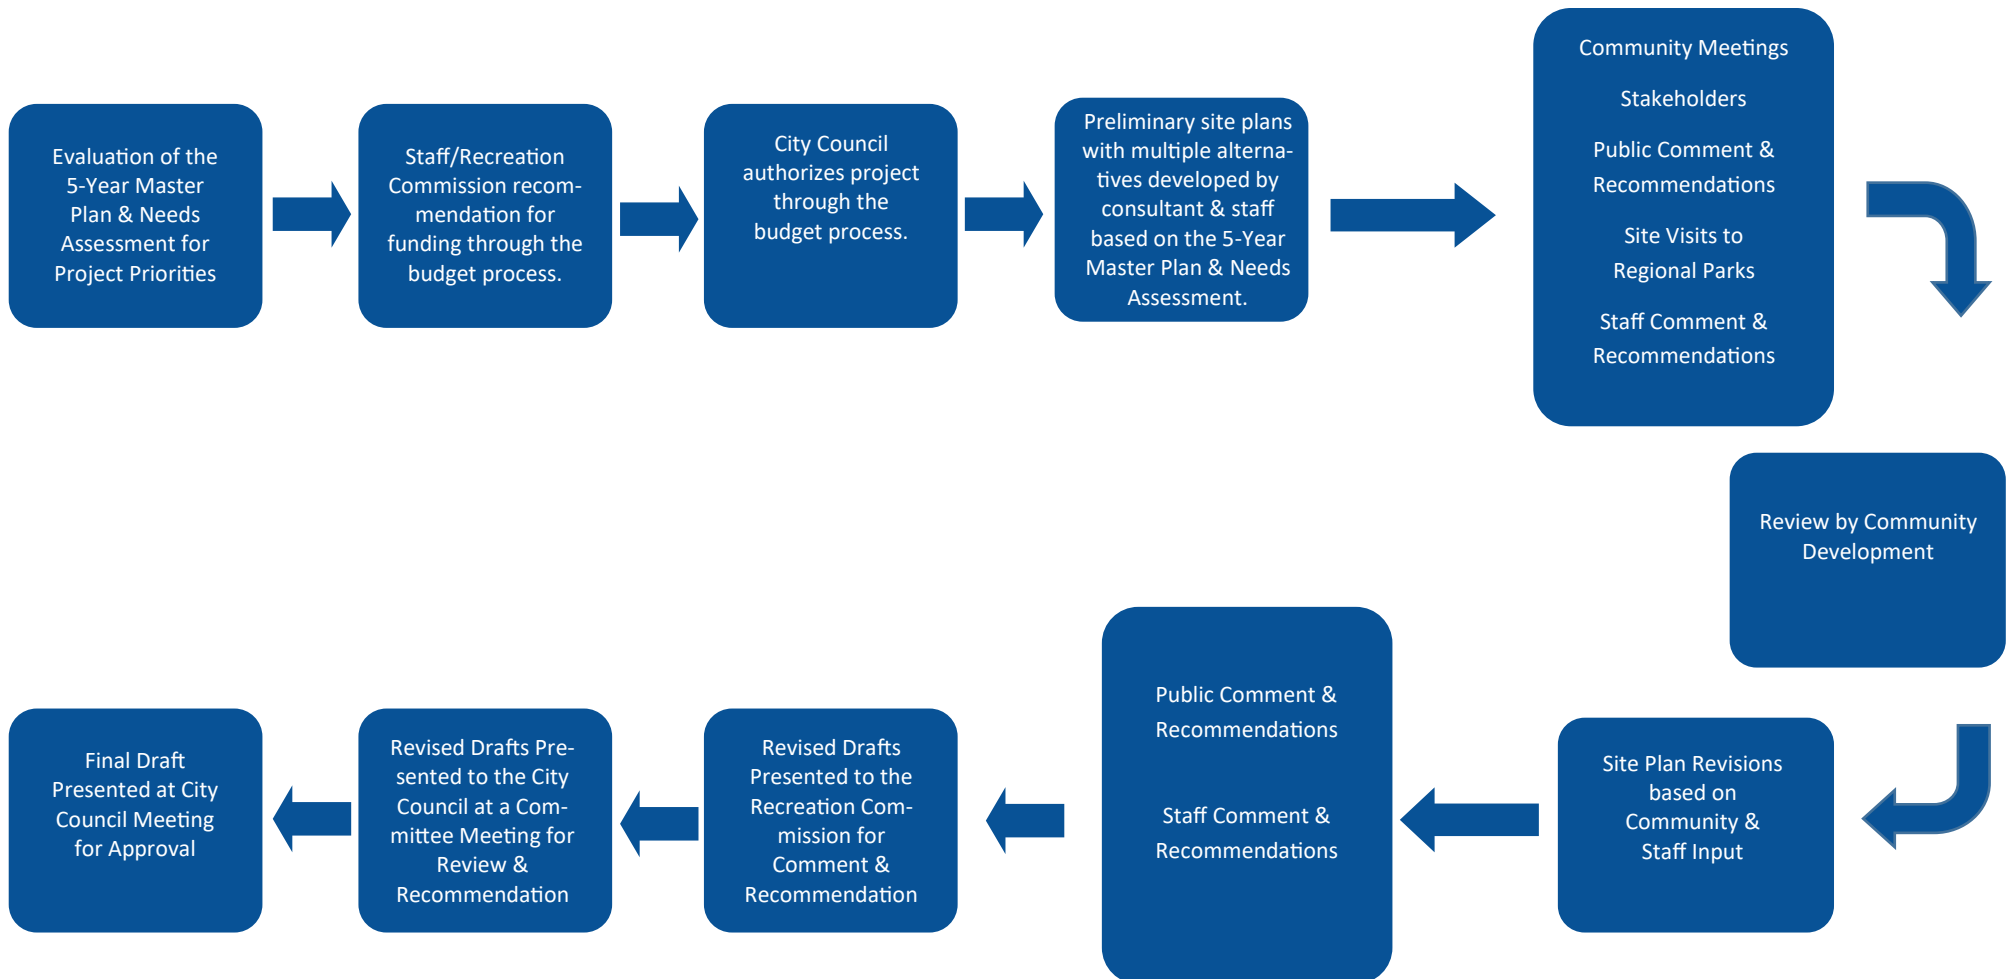 Evaluation of the
5-Year Master
Plan & Needs
Assessment for
Project Priorities
Staff/Recreation
Commission recom-
mendation for
funding through the
budget process.
City Council
authorizes project
through the
budget process.
Preliminary site plans
with multiple alterna-
tives developed by
consultant & staff
based on the 5-Year
Master Plan & Needs
Assessment.
Community Meetings
Stakeholders
Public Comment &
Recommendations
Site Visits to
Regional Parks
Staff Comment &
Recommendations
Review by Community
Development
Site Plan Revisions
based on
Community &
Staff Input
Public Comment &
Recommendations
Staff Comment &
Recommendations
Revised Drafts
Presented to the
Recreation Com-
mission for
Comment &
Recommendation
Revised Drafts Pre-
sented to the City
Council at a Com-
mittee Meeting for
Review &
Recommendation
Final Draft
Presented at City
Council Meeting
for Approval